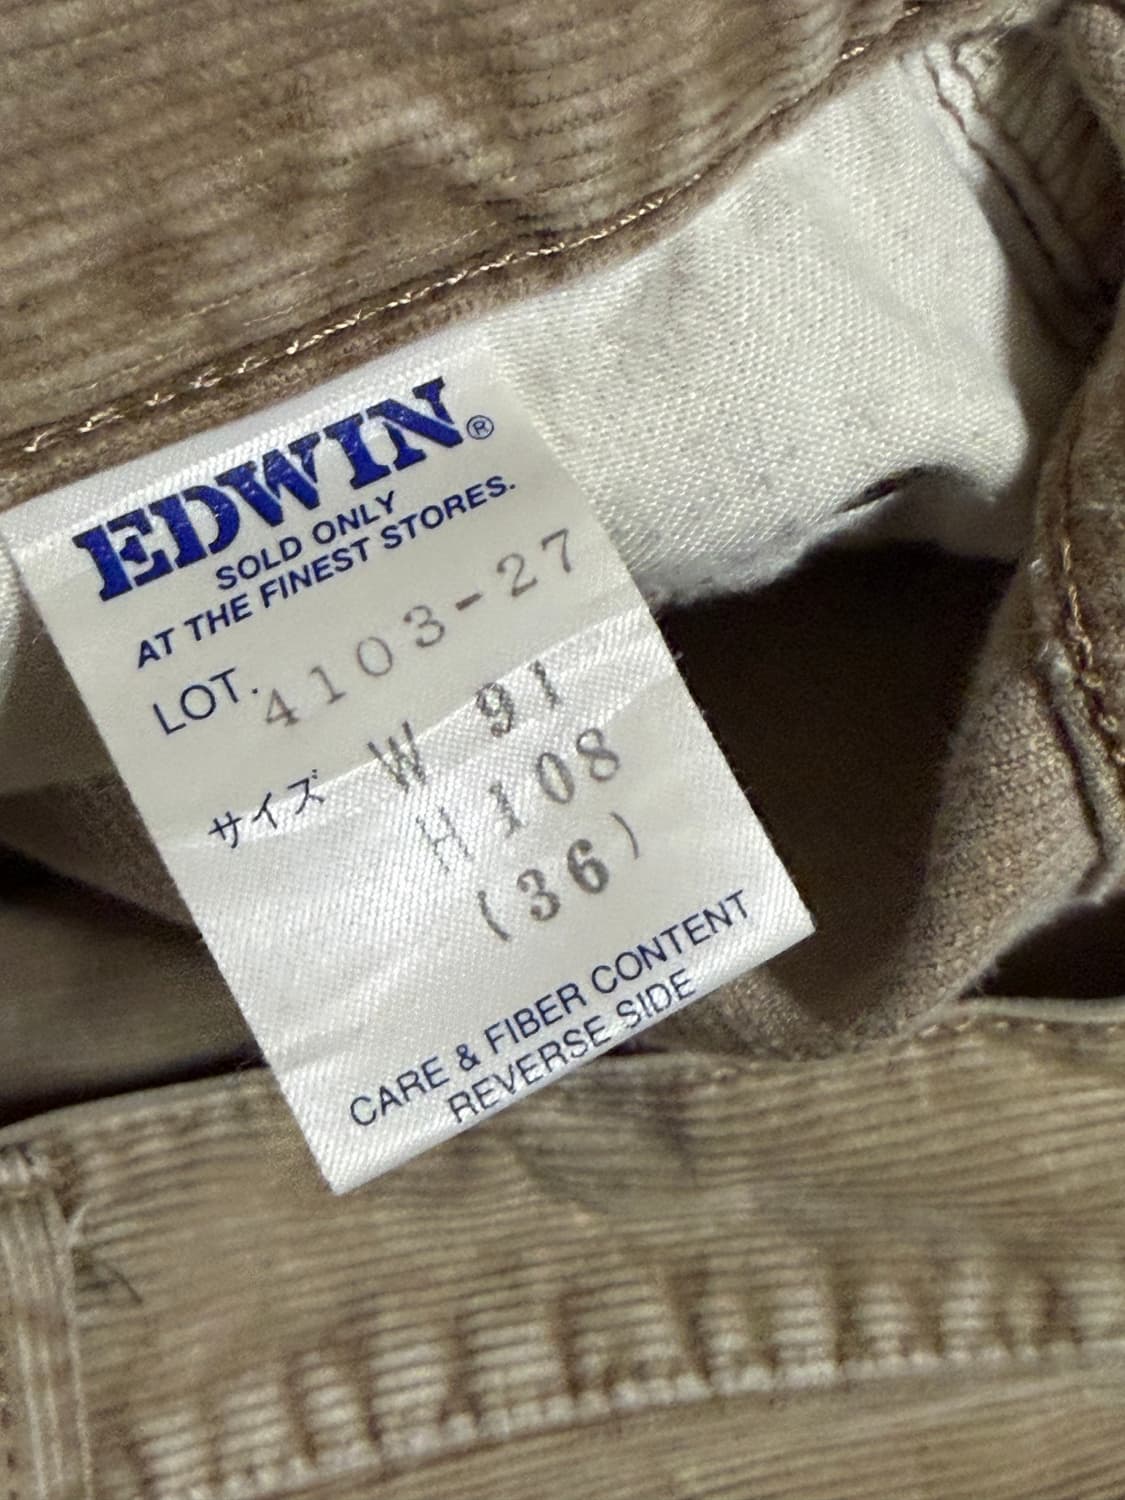 EDWIN®
SOLD ONLY
AT THE FINEST STORES.
LOT. 4103-27
サイズ W 91
H 108
(36)
CARE & FIBER CONTENT
REVERSE SIDE